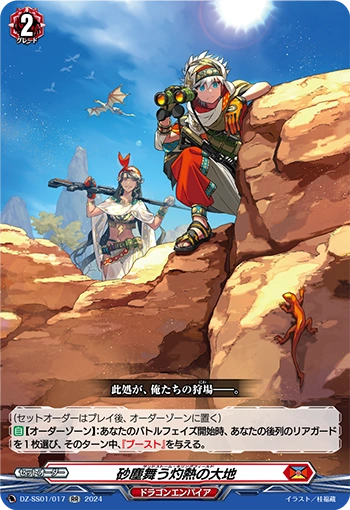 2
グレード
此処が、俺たちの狩場──。
(セットオーダーはプレイ後、オーダーゾーンに置く)
自【オーダーゾーン】:あなたのバトルフェイズ開始時、あなたの後列のリアガード
を1枚選び、そのターン中、『ブースト』を与える。
セットオーダー
砂塵舞う灼熱の大地
ドラゴンエンパイア
DZ-SS01/017 RR 2024
イラスト/桂福蔵